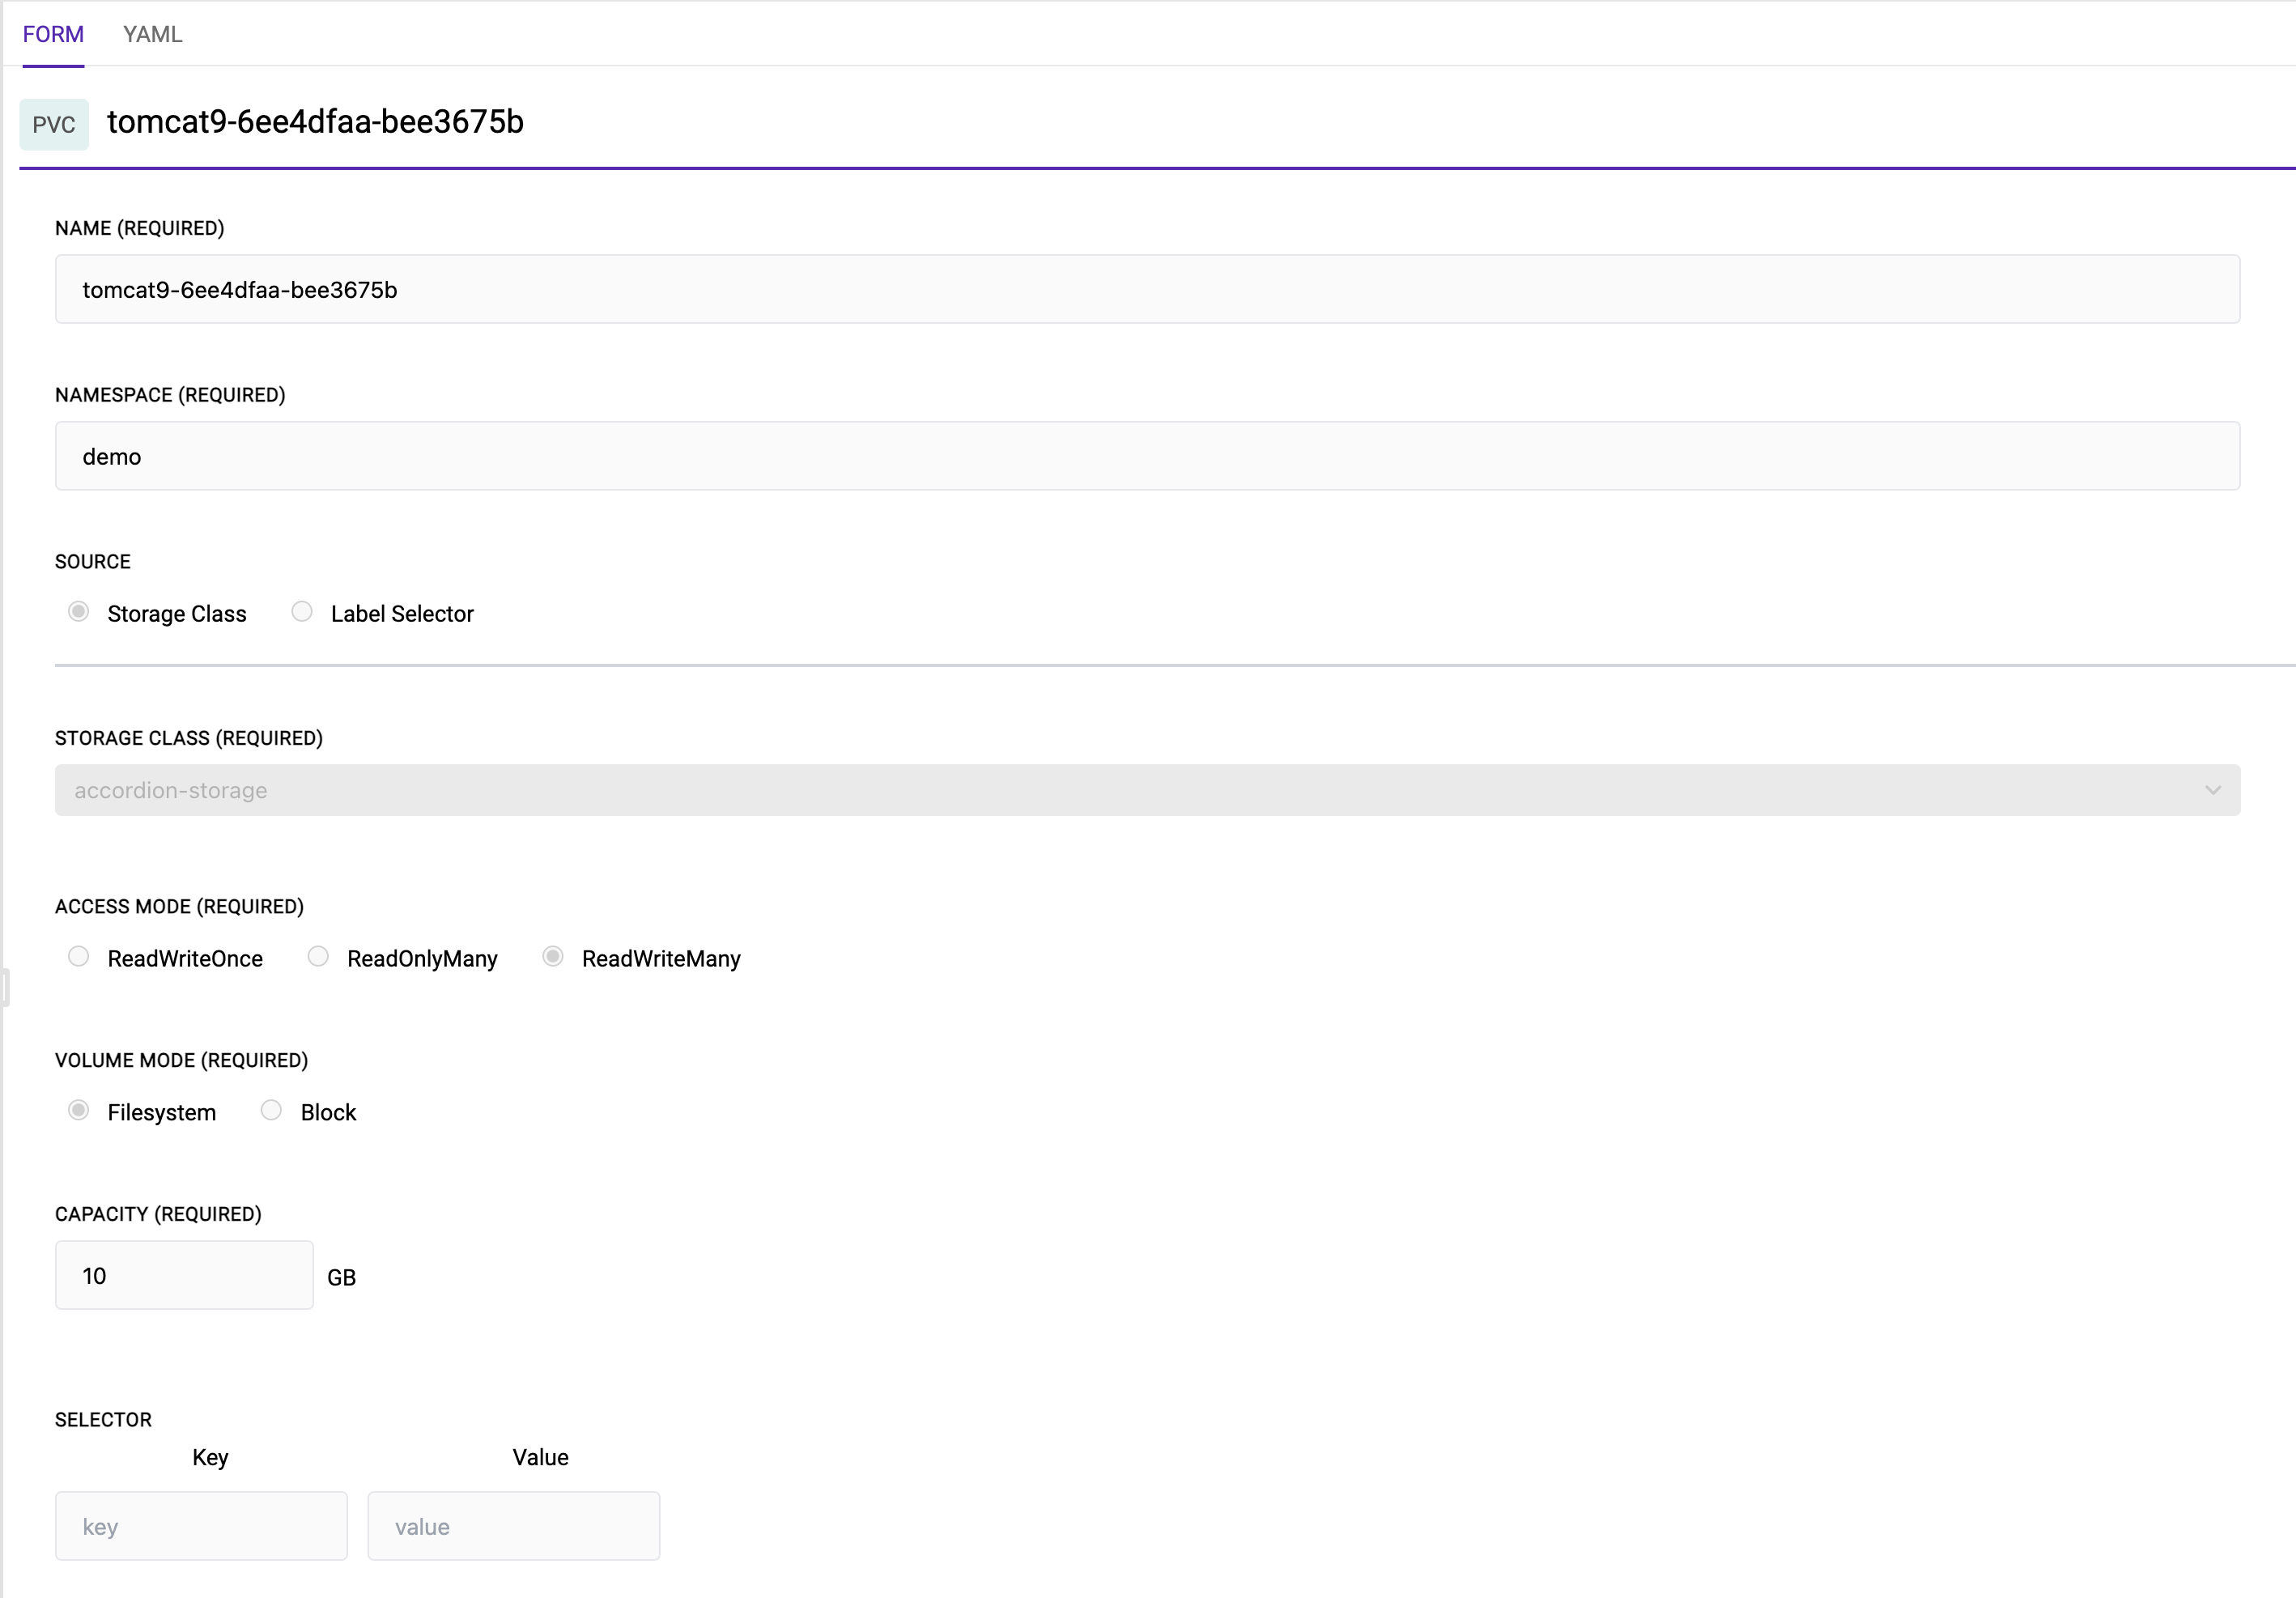 FORM YAML
PVC tomcat9-6ee4dfaa-bee3675b
NAME (REQUIRED)
tomcat9-6ee4dfaa-bee3675b
NAMESPACE (REQUIRED)
demo
SOURCE
Storage Class Label Selector
STORAGE CLASS (REQUIRED)
accordion-storage
ACCESS MODE (REQUIRED)
ReadWriteOnce ReadOnlyMany ReadWriteMany
VOLUME MODE (REQUIRED)
Filesystem Block
CAPACITY (REQUIRED)
10 GB
SELECTOR
Key Value
key value